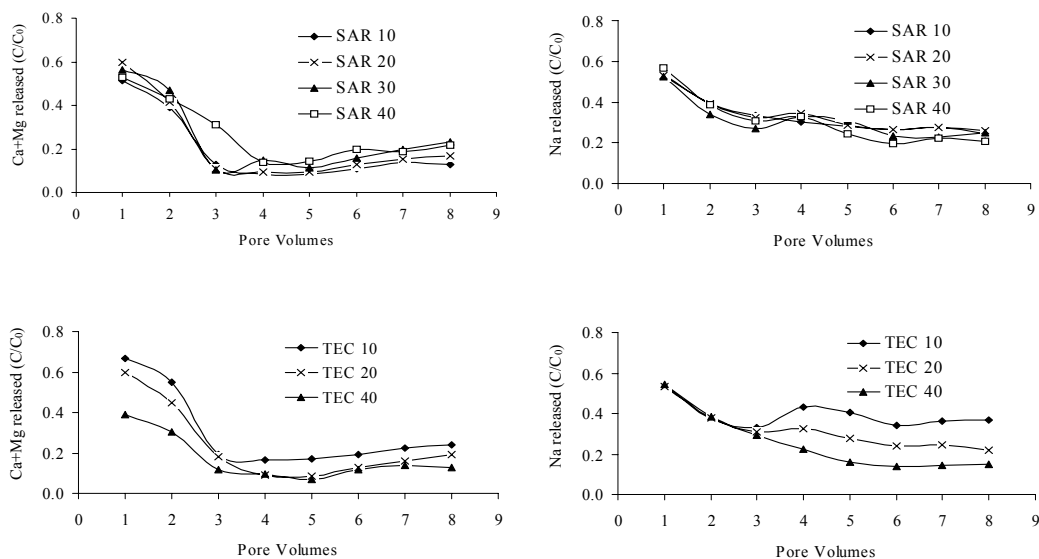 Ca+Mg released (C/C₀)
0.8
0.6
0.4
0.2
0.0
0 1 2 3 4 5 6 7 8 9
Pore Volumes
SAR 10
SAR 20
SAR 30
SAR 40
Na released (C/C₀)
0.8
0.6
0.4
0.2
0.0
0 1 2 3 4 5 6 7 8 9
Pore Volumes
SAR 10
SAR 20
SAR 30
SAR 40
Ca+Mg released (C/C₀)
0.8
0.6
0.4
0.2
0.0
0 1 2 3 4 5 6 7 8 9
Pore Volumes
TEC 10
TEC 20
TEC 40
Na released (C/C₀)
0.8
0.6
0.4
0.2
0.0
0 1 2 3 4 5 6 7 8 9
Pore Volumes
TEC 10
TEC 20
TEC 40